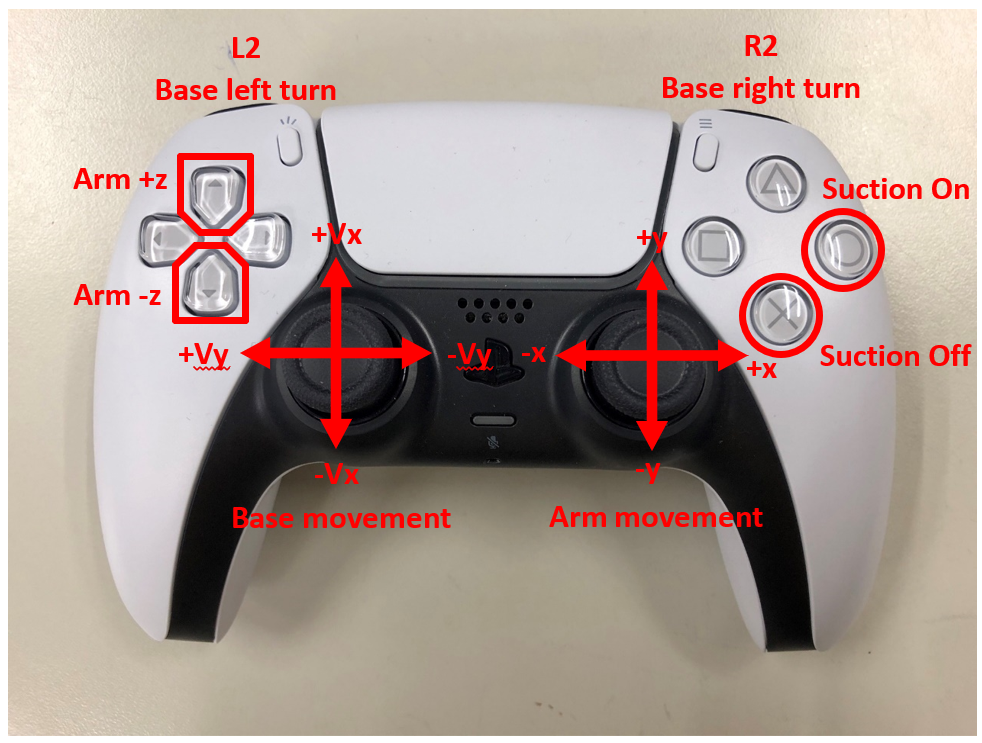 L2
Base left turn
R2
Base right turn
Arm +z
Suction On
+Vx
+y
Arm -z
+Vy
-Vy
-x
+x
Suction Off
-Vx
-y
Base movement
Arm movement